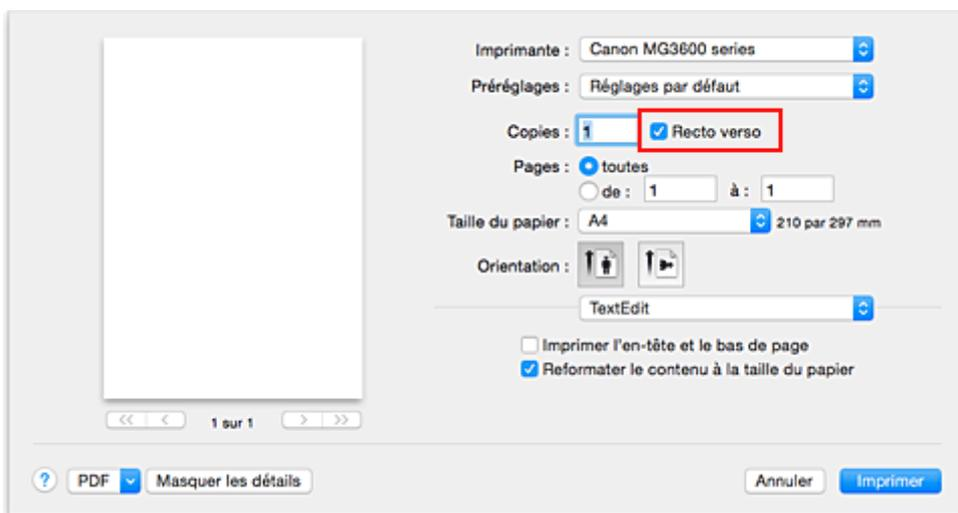 Imprimante : Canon MG3600 series
Préréglages : Réglages par défaut
Copies : 1 Recto verso
Pages : toutes
de : 1 à : 1
Taille du papier : A4 210 par 297 mm
Orientation :
TextEdit
Imprimer l'en-tête et le bas de page
Reformater le contenu à la taille du papier
<< < 1 sur 1 > >>
? PDF Masquer les détails Annuler Imprimer